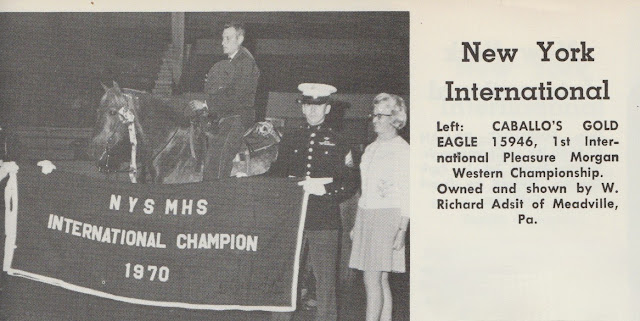 NYSMHS
INTERNATIONAL CHAMPION
1970
New York
International
Left: CABALLO'S GOLD
EAGLE 15946, 1st Inter-
national Pleasure Morgan
Western Championship.
Owned and shown by W.
Richard Adsit of Meadville,
Pa.